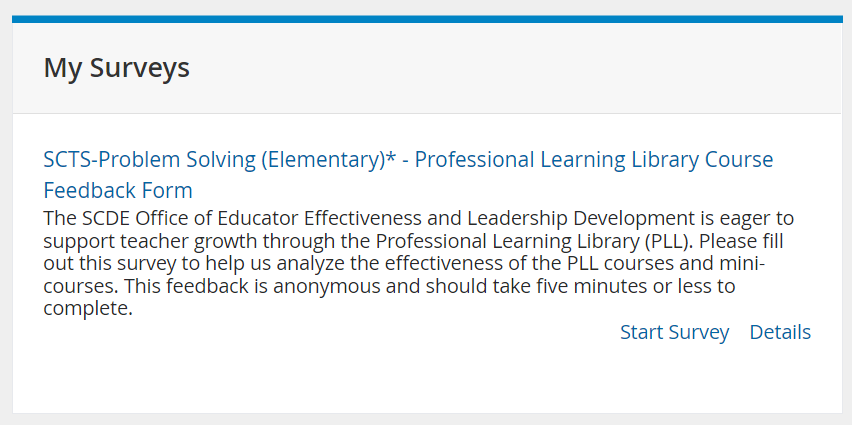 My Surveys
SCTS-Problem Solving (Elementary)* - Professional Learning Library Course
Feedback Form
The SCDE Office of Educator Effectiveness and Leadership Development is eager to
support teacher growth through the Professional Learning Library (PLL). Please fill
out this survey to help us analyze the effectiveness of the PLL courses and mini-
courses. This feedback is anonymous and should take five minutes or less to
complete.
Start Survey Details